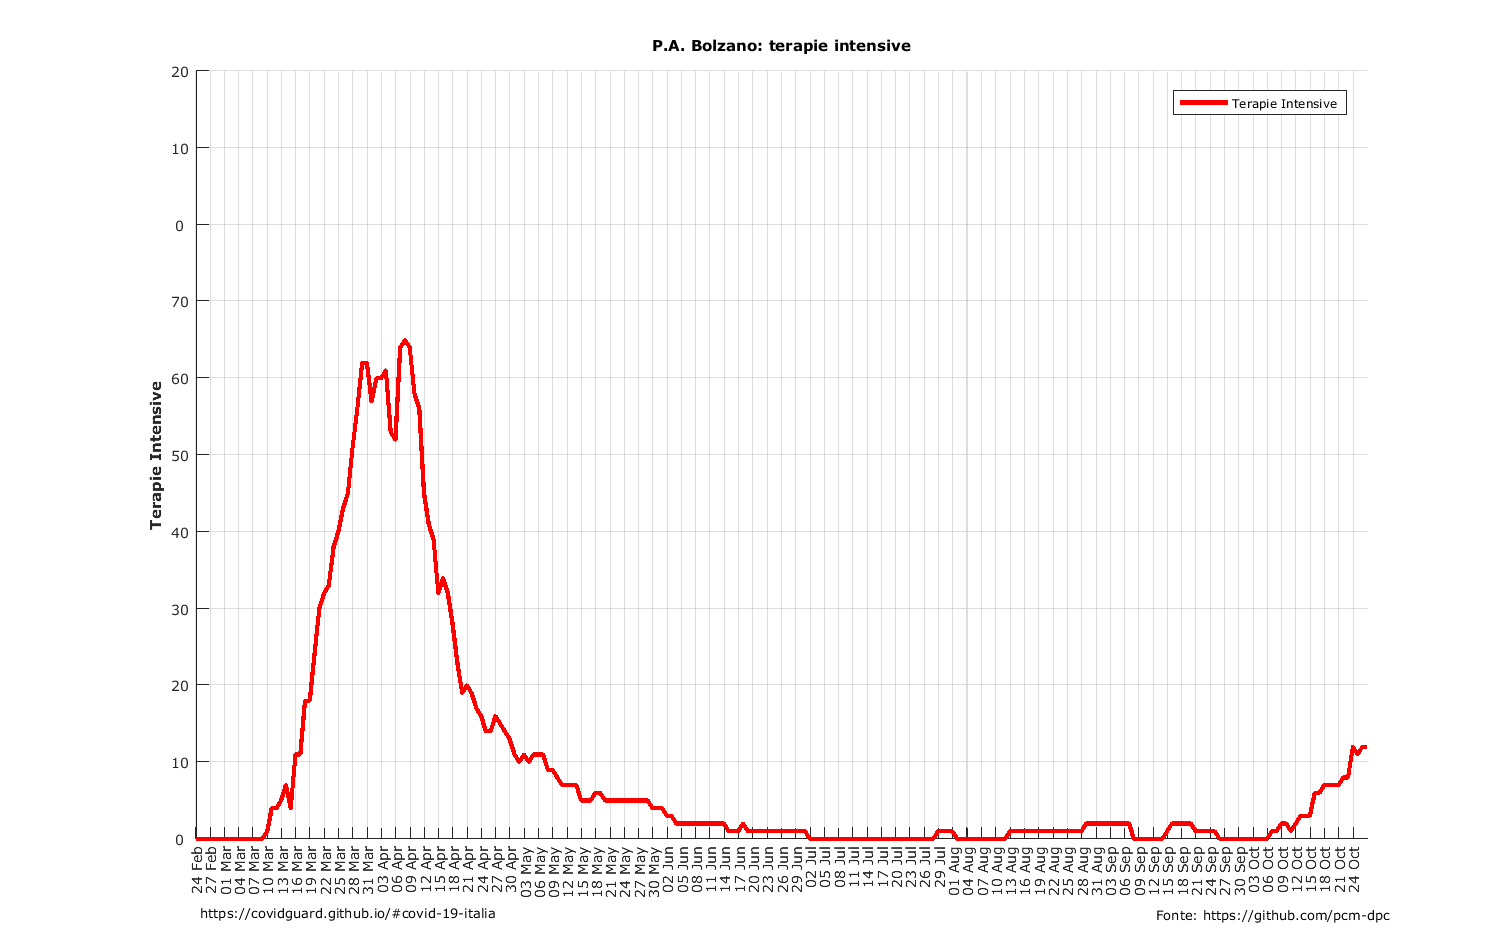 P.A. Bolzano: terapie intensive
20
10
0
70
60
50
40
30
20
10
0
Terapie Intensive
Terapie Intensive
24 Feb
27 Feb
01 Mar
04 Mar
07 Mar
10 Mar
13 Mar
16 Mar
19 Mar
22 Mar
25 Mar
28 Mar
31 Mar
03 Apr
06 Apr
09 Apr
12 Apr
15 Apr
18 Apr
21 Apr
24 Apr
27 Apr
30 Apr
03 May
06 May
09 May
12 May
15 May
18 May
21 May
24 May
27 May
30 May
02 Jun
05 Jun
08 Jun
11 Jun
14 Jun
17 Jun
20 Jun
23 Jun
26 Jun
29 Jun
02 Jul
05 Jul
08 Jul
11 Jul
14 Jul
17 Jul
20 Jul
23 Jul
26 Jul
29 Jul
01 Aug
04 Aug
07 Aug
10 Aug
13 Aug
16 Aug
19 Aug
22 Aug
25 Aug
28 Aug
31 Aug
03 Sep
06 Sep
09 Sep
12 Sep
15 Sep
18 Sep
21 Sep
24 Sep
27 Sep
30 Sep
03 Oct
06 Oct
09 Oct
12 Oct
15 Oct
18 Oct
21 Oct
24 Oct
https://covidguard.github.io/#covid-19-italia
Fonte: https://github.com/pcm-dpc